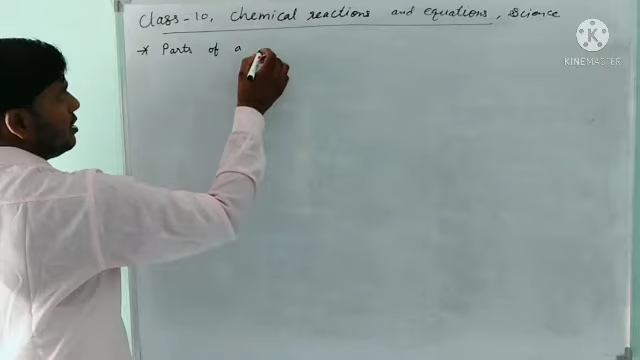 Class-10, Chemical reactions and equations, Science
* Parts of a
K
KINEMASTER